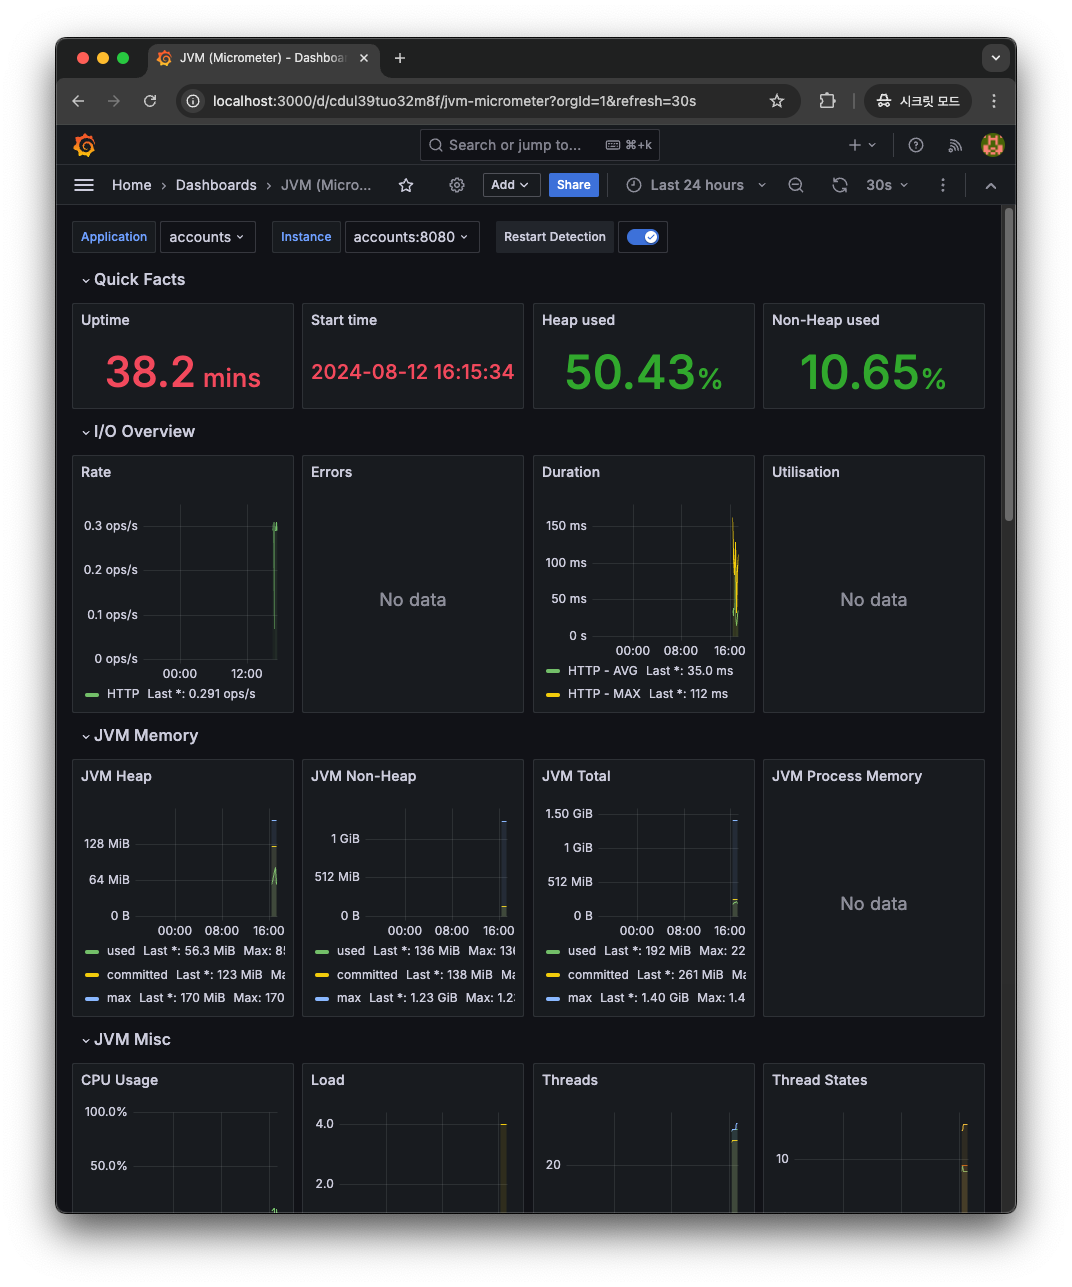 JVM (Micrometer) - Dashboa
localhost:3000/d/cdul39tuo32m8f/jvm-micrometer?orgId=1&refresh=30s
시크릿 모드
Search or jump to... ⌘+k
Home › Dashboards › JVM (Micro... Add Share Last 24 hours 30s
Application accounts Instance accounts:8080 Restart Detection
Quick Facts
Uptime
38.2 mins
Start time
2024-08-12 16:15:34
Heap used
50.43%
Non-Heap used
10.65%
I/O Overview
Rate
0.3 ops/s
0.2 ops/s
0.1 ops/s
0 ops/s
00:00 12:00
HTTP Last *: 0.291 ops/s
Errors
No data
Duration
150 ms
100 ms
50 ms
0 s
00:00 08:00 16:00
HTTP - AVG Last *: 35.0 ms
HTTP - MAX Last *: 112 ms
Utilisation
No data
JVM Memory
JVM Heap
128 MiB
64 MiB
0 B
00:00 08:00 16:00
used Last *: 56.3 MiB Max: 85
committed Last *: 123 MiB Ma
max Last *: 170 MiB Max: 170
JVM Non-Heap
1 GiB
512 MiB
0 B
00:00 08:00 16:00
used Last *: 136 MiB Max: 136
committed Last *: 138 MiB Ma
max Last *: 1.23 GiB Max: 1.2
JVM Total
1.50 GiB
1 GiB
512 MiB
0 B
00:00 08:00 16:00
used Last *: 192 MiB Max: 22
committed Last *: 261 MiB Ma
max Last *: 1.40 GiB Max: 1.4
JVM Process Memory
No data
JVM Misc
CPU Usage
100.0%
50.0%
Load
4.0
2.0
Threads
20
Thread States
10